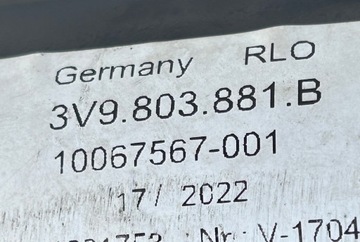 Germany RLO
3V9.803.881.B
10067567-001
17/ 2022
Nr.: V-1704